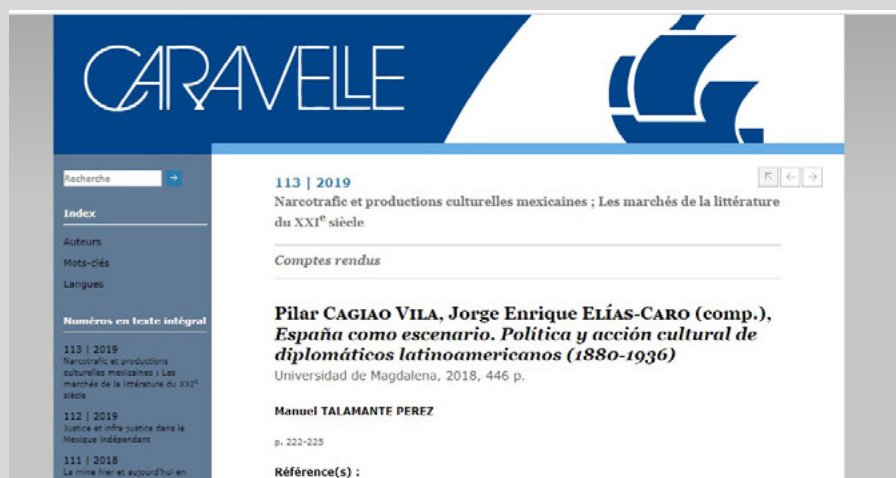 CARAVELLE
Recherche
Index
Auteurs
Mots-clés
Langues
Numéros en texte intégral
113 | 2019
Narcotrafic et productions
culturelles mexicaines ; Les
marchés de la littérature du XXIe
siècle
112 | 2019
Justice et infra-justice dans le
Mexique indépendant
111 | 2018
La mine hier et aujourd'hui en
113 | 2019
Narcotrafic et productions culturelles mexicaines ; Les marchés de la littérature
du XXIe siècle
Comptes rendus
Pilar CAGIAO VILA, Jorge Enrique ELÍAS-CARO (comp.),
España como escenario. Política y acción cultural de
diplomáticos latinoamericanos (1880-1936)
Universidad de Magdalena, 2018, 446 p.
Manuel TALAMANTE PEREZ
p. 222-225
Référence(s) :